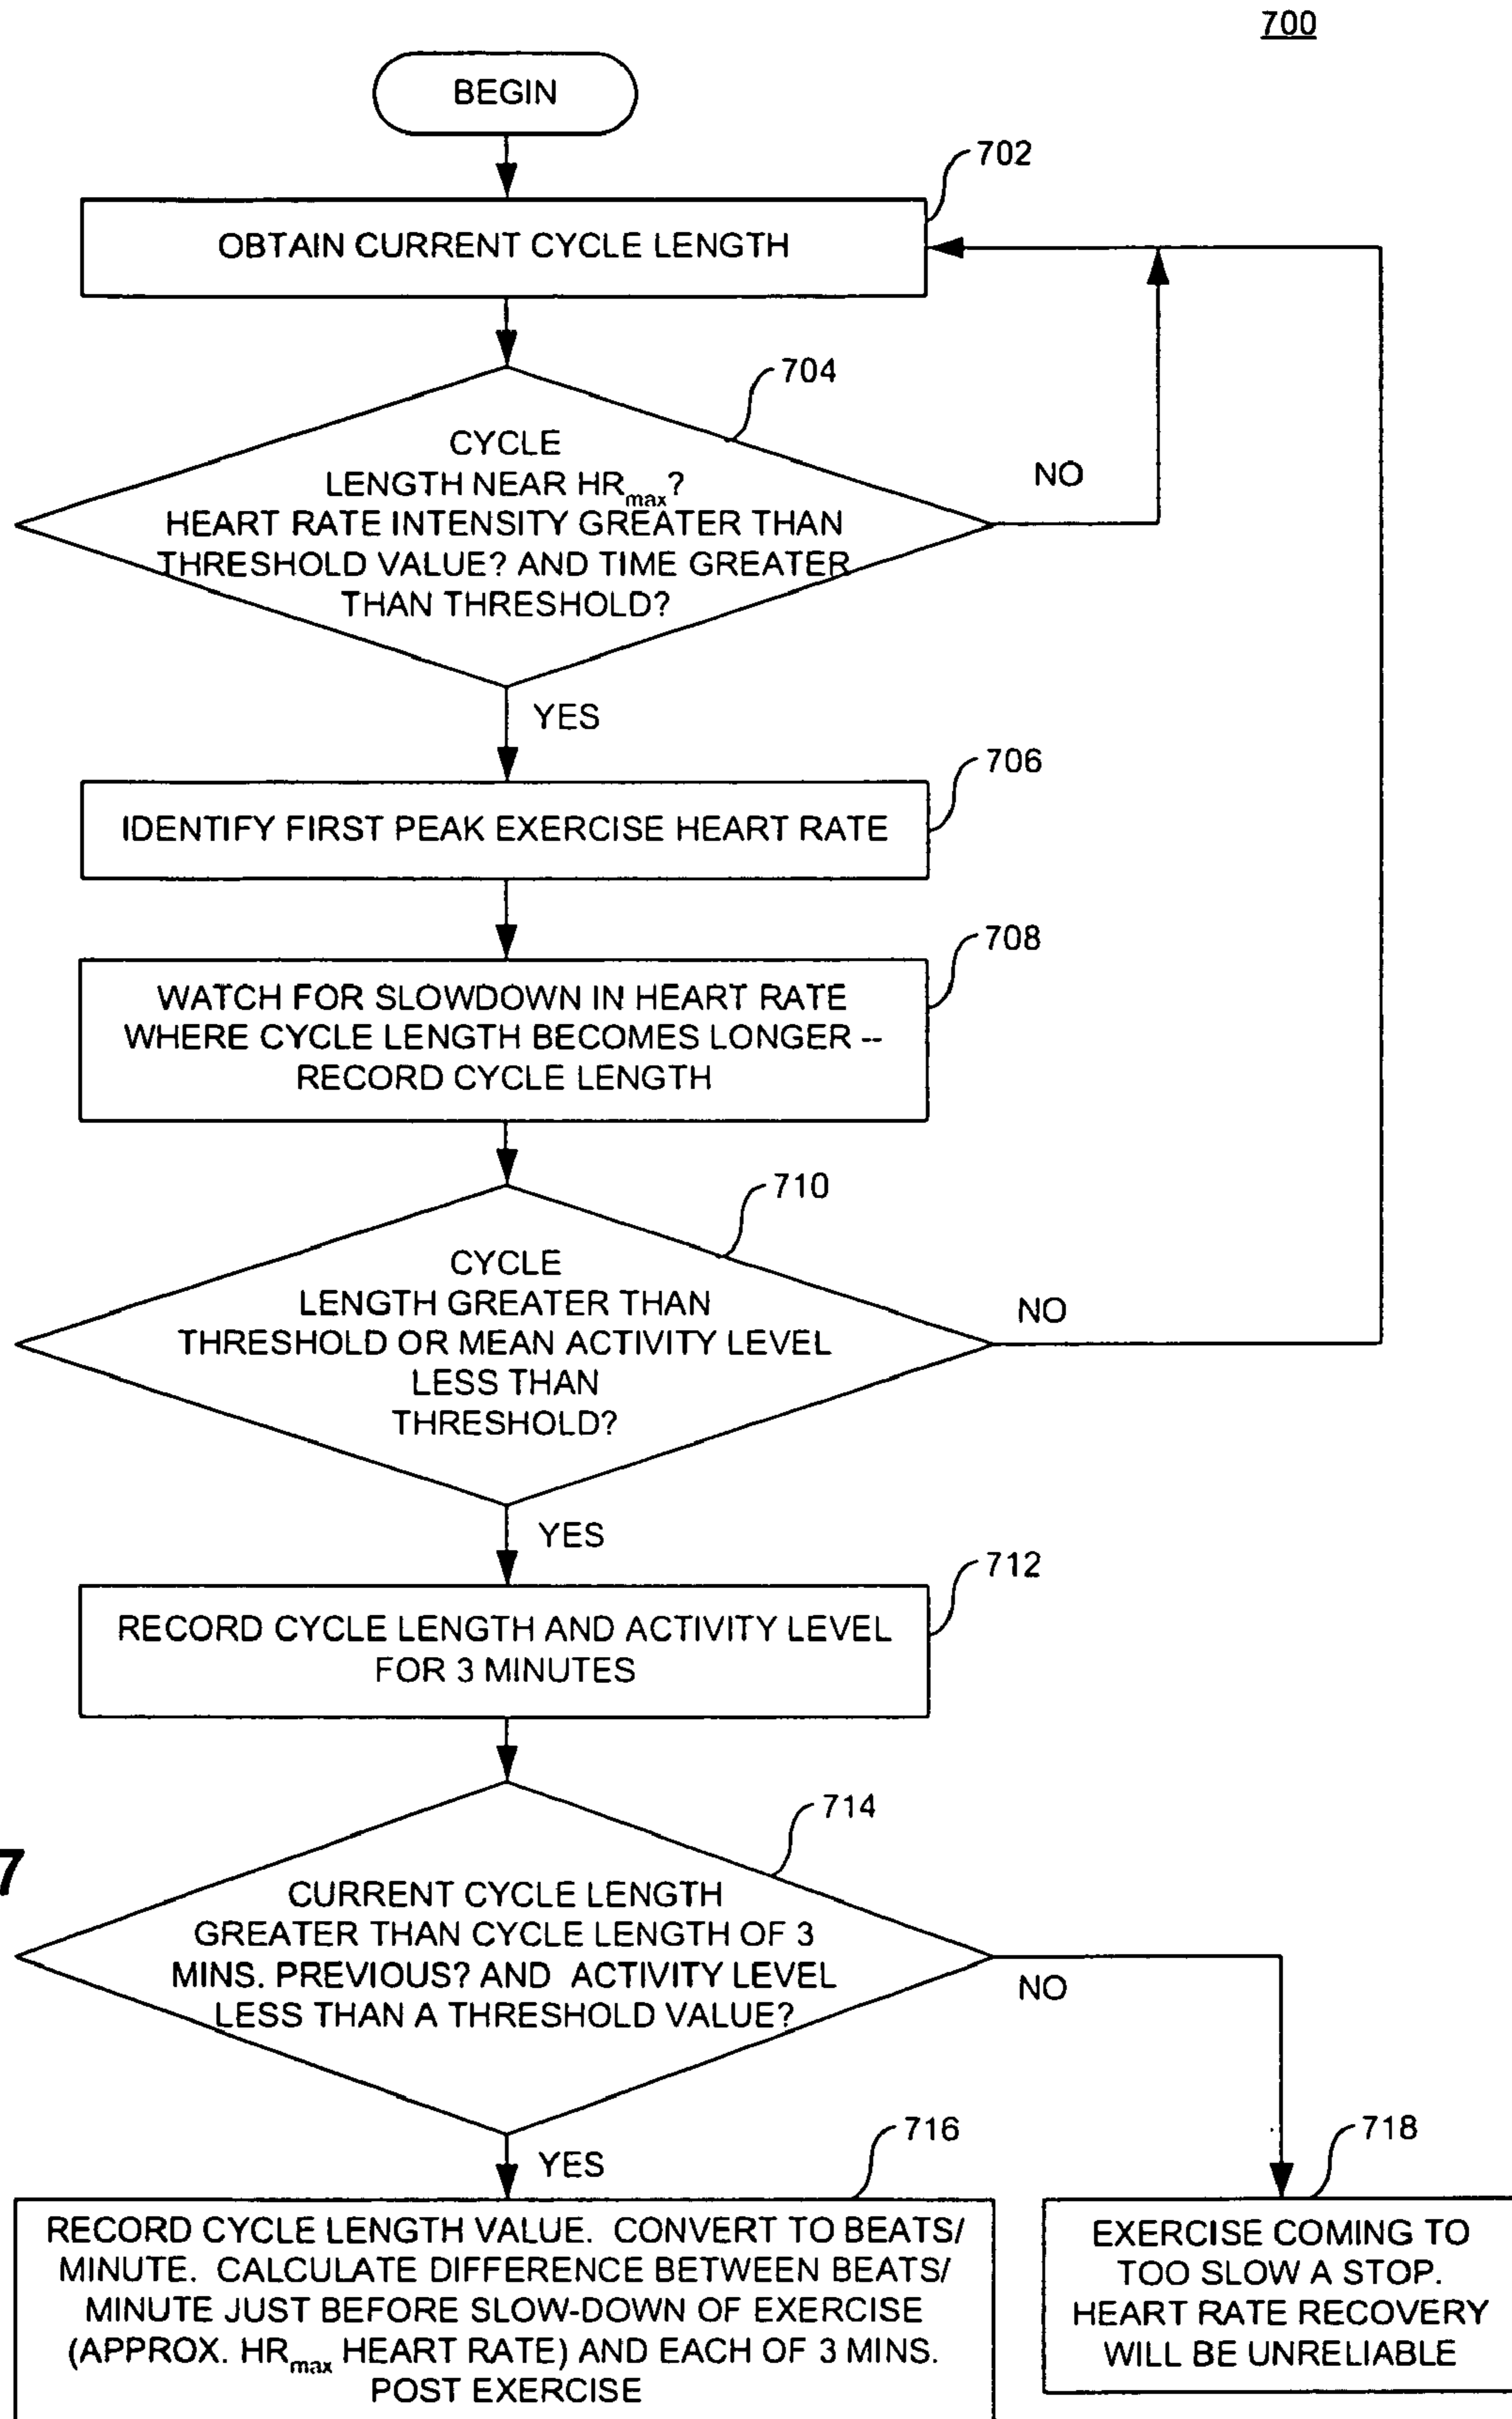 700
BEGIN
702
OBTAIN CURRENT CYCLE LENGTH
704
CYCLE
LENGTH NEAR HRmax?
HEART RATE INTENSITY GREATER THAN
THRESHOLD VALUE? AND TIME GREATER
THAN THRESHOLD?
NO
YES
706
IDENTIFY FIRST PEAK EXERCISE HEART RATE
708
WATCH FOR SLOWDOWN IN HEART RATE
WHERE CYCLE LENGTH BECOMES LONGER --
RECORD CYCLE LENGTH
710
CYCLE
LENGTH GREATER THAN
THRESHOLD OR MEAN ACTIVITY LEVEL
LESS THAN
THRESHOLD?
NO
YES
712
RECORD CYCLE LENGTH AND ACTIVITY LEVEL
FOR 3 MINUTES
714
7
CURRENT CYCLE LENGTH
GREATER THAN CYCLE LENGTH OF 3
MINS. PREVIOUS? AND ACTIVITY LEVEL
LESS THAN A THRESHOLD VALUE?
NO
YES
716
RECORD CYCLE LENGTH VALUE. CONVERT TO BEATS/
MINUTE. CALCULATE DIFFERENCE BETWEEN BEATS/
MINUTE JUST BEFORE SLOW-DOWN OF EXERCISE
(APPROX. HRmax HEART RATE) AND EACH OF 3 MINS.
POST EXERCISE
718
EXERCISE COMING TO
TOO SLOW A STOP.
HEART RATE RECOVERY
WILL BE UNRELIABLE